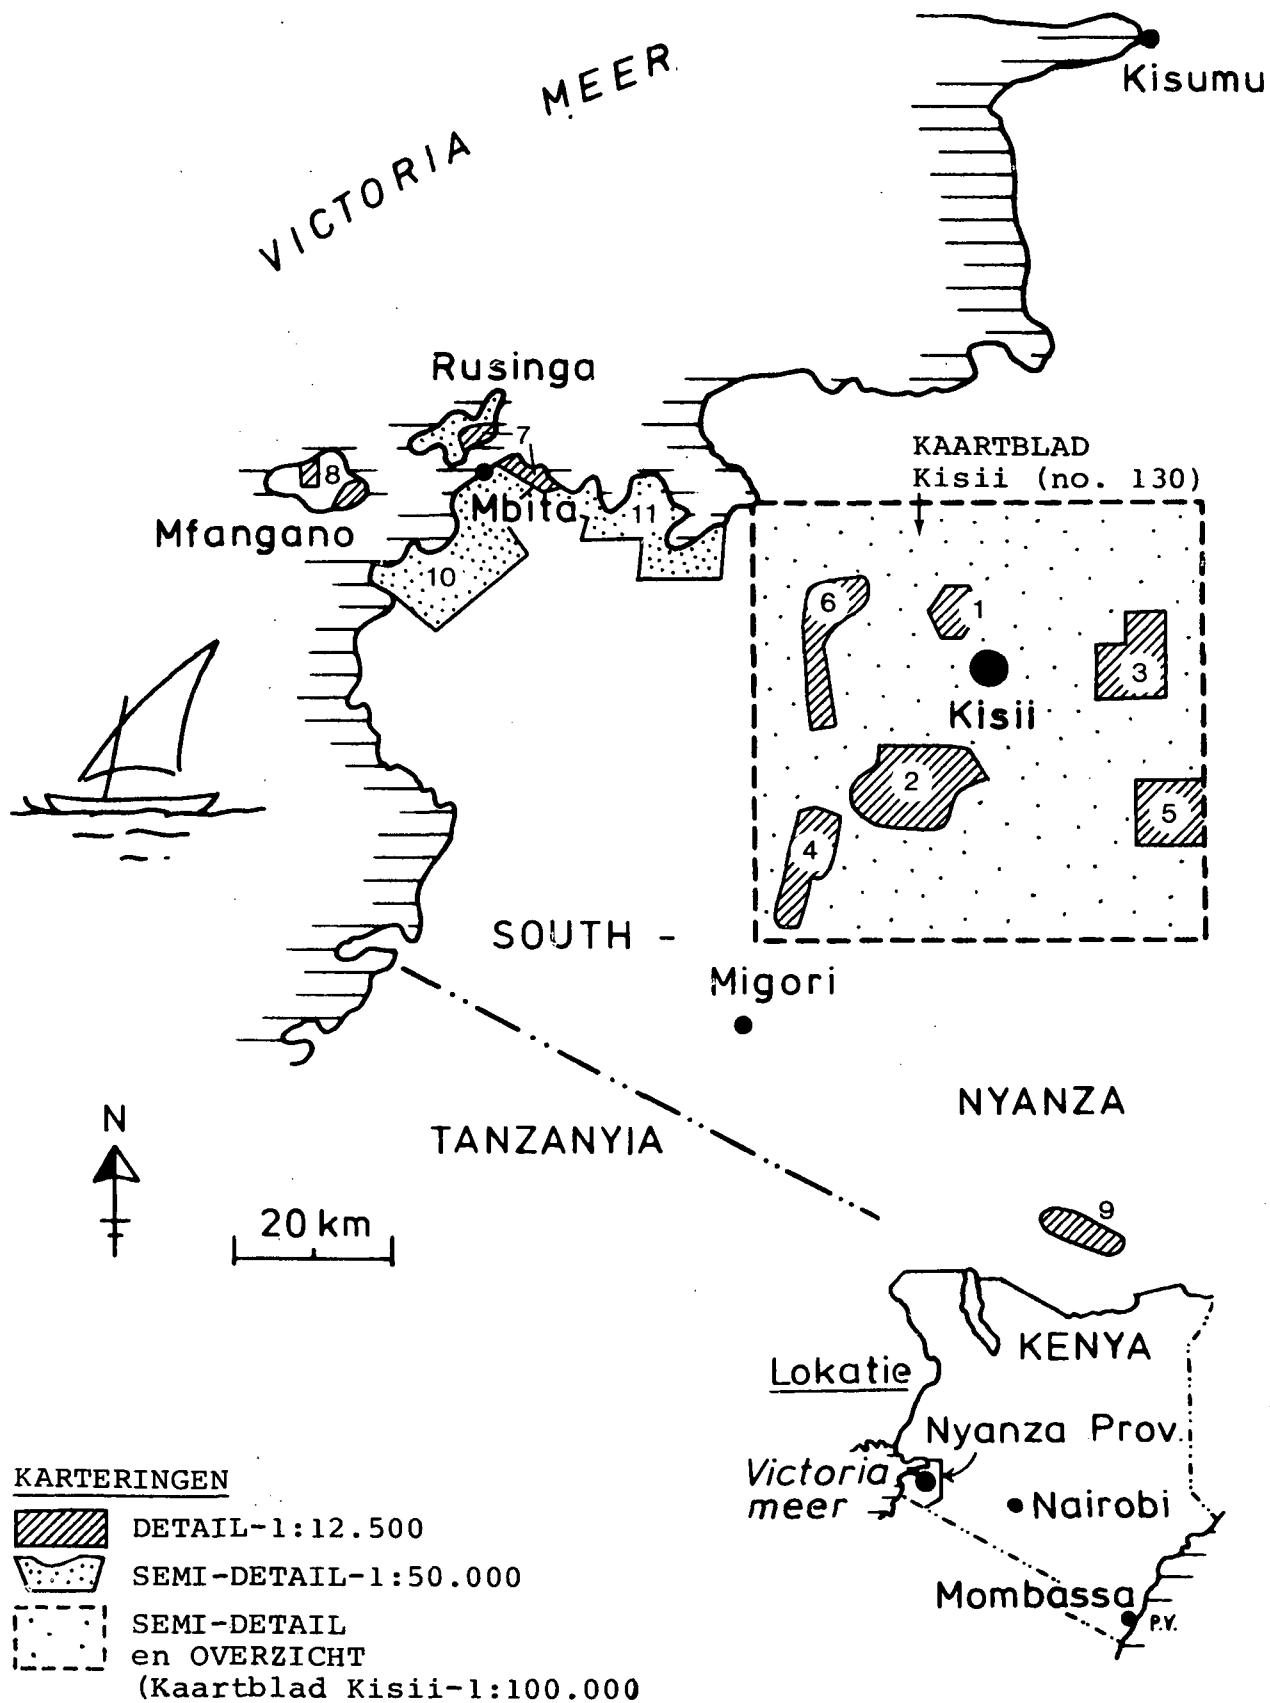 Kisumu
VICTORIA MEER
Rusinga
7
8
Mbita
11
Mfangano
10
KAARTBLAD
Kisii (no. 130)
6
1
3
Kisii
2
5
4
SOUTH -
Migori
NYANZA
TANZANYIA
N
20 km
9
KENYA
Lokatie
Nyanza Prov.
Victoria
meer
Nairobi
Mombassa
P.V.
KARTERINGEN
DETAIL-1:12.500
SEMI-DETAIL-1:50.000
SEMI-DETAIL
en OVERZICHT
(Kaartblad Kisii-1:100.000